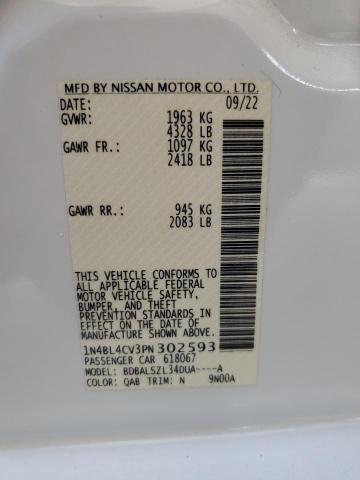 MFD BY NISSAN MOTOR CO., LTD.
DATE: 09/22
GVWR: 1963 KG
4328 LB
GAWR FR.: 1097 KG
2418 LB
GAWR RR.: 945 KG
2083 LB
THIS VEHICLE CONFORMS TO
ALL APPLICABLE FEDERAL
MOTOR VEHICLE SAFETY,
BUMPER, AND THEFT
PREVENTION STANDARDS IN
EFFECT ON THE DATE OF
MANUFACTURE SHOWN ABOVE.
1N4BL4CV3PN302593
PASSENGER CAR 618067
MODEL: BDBALSZL34DUA----A
COLOR: QAB TRIM: N 9N00A